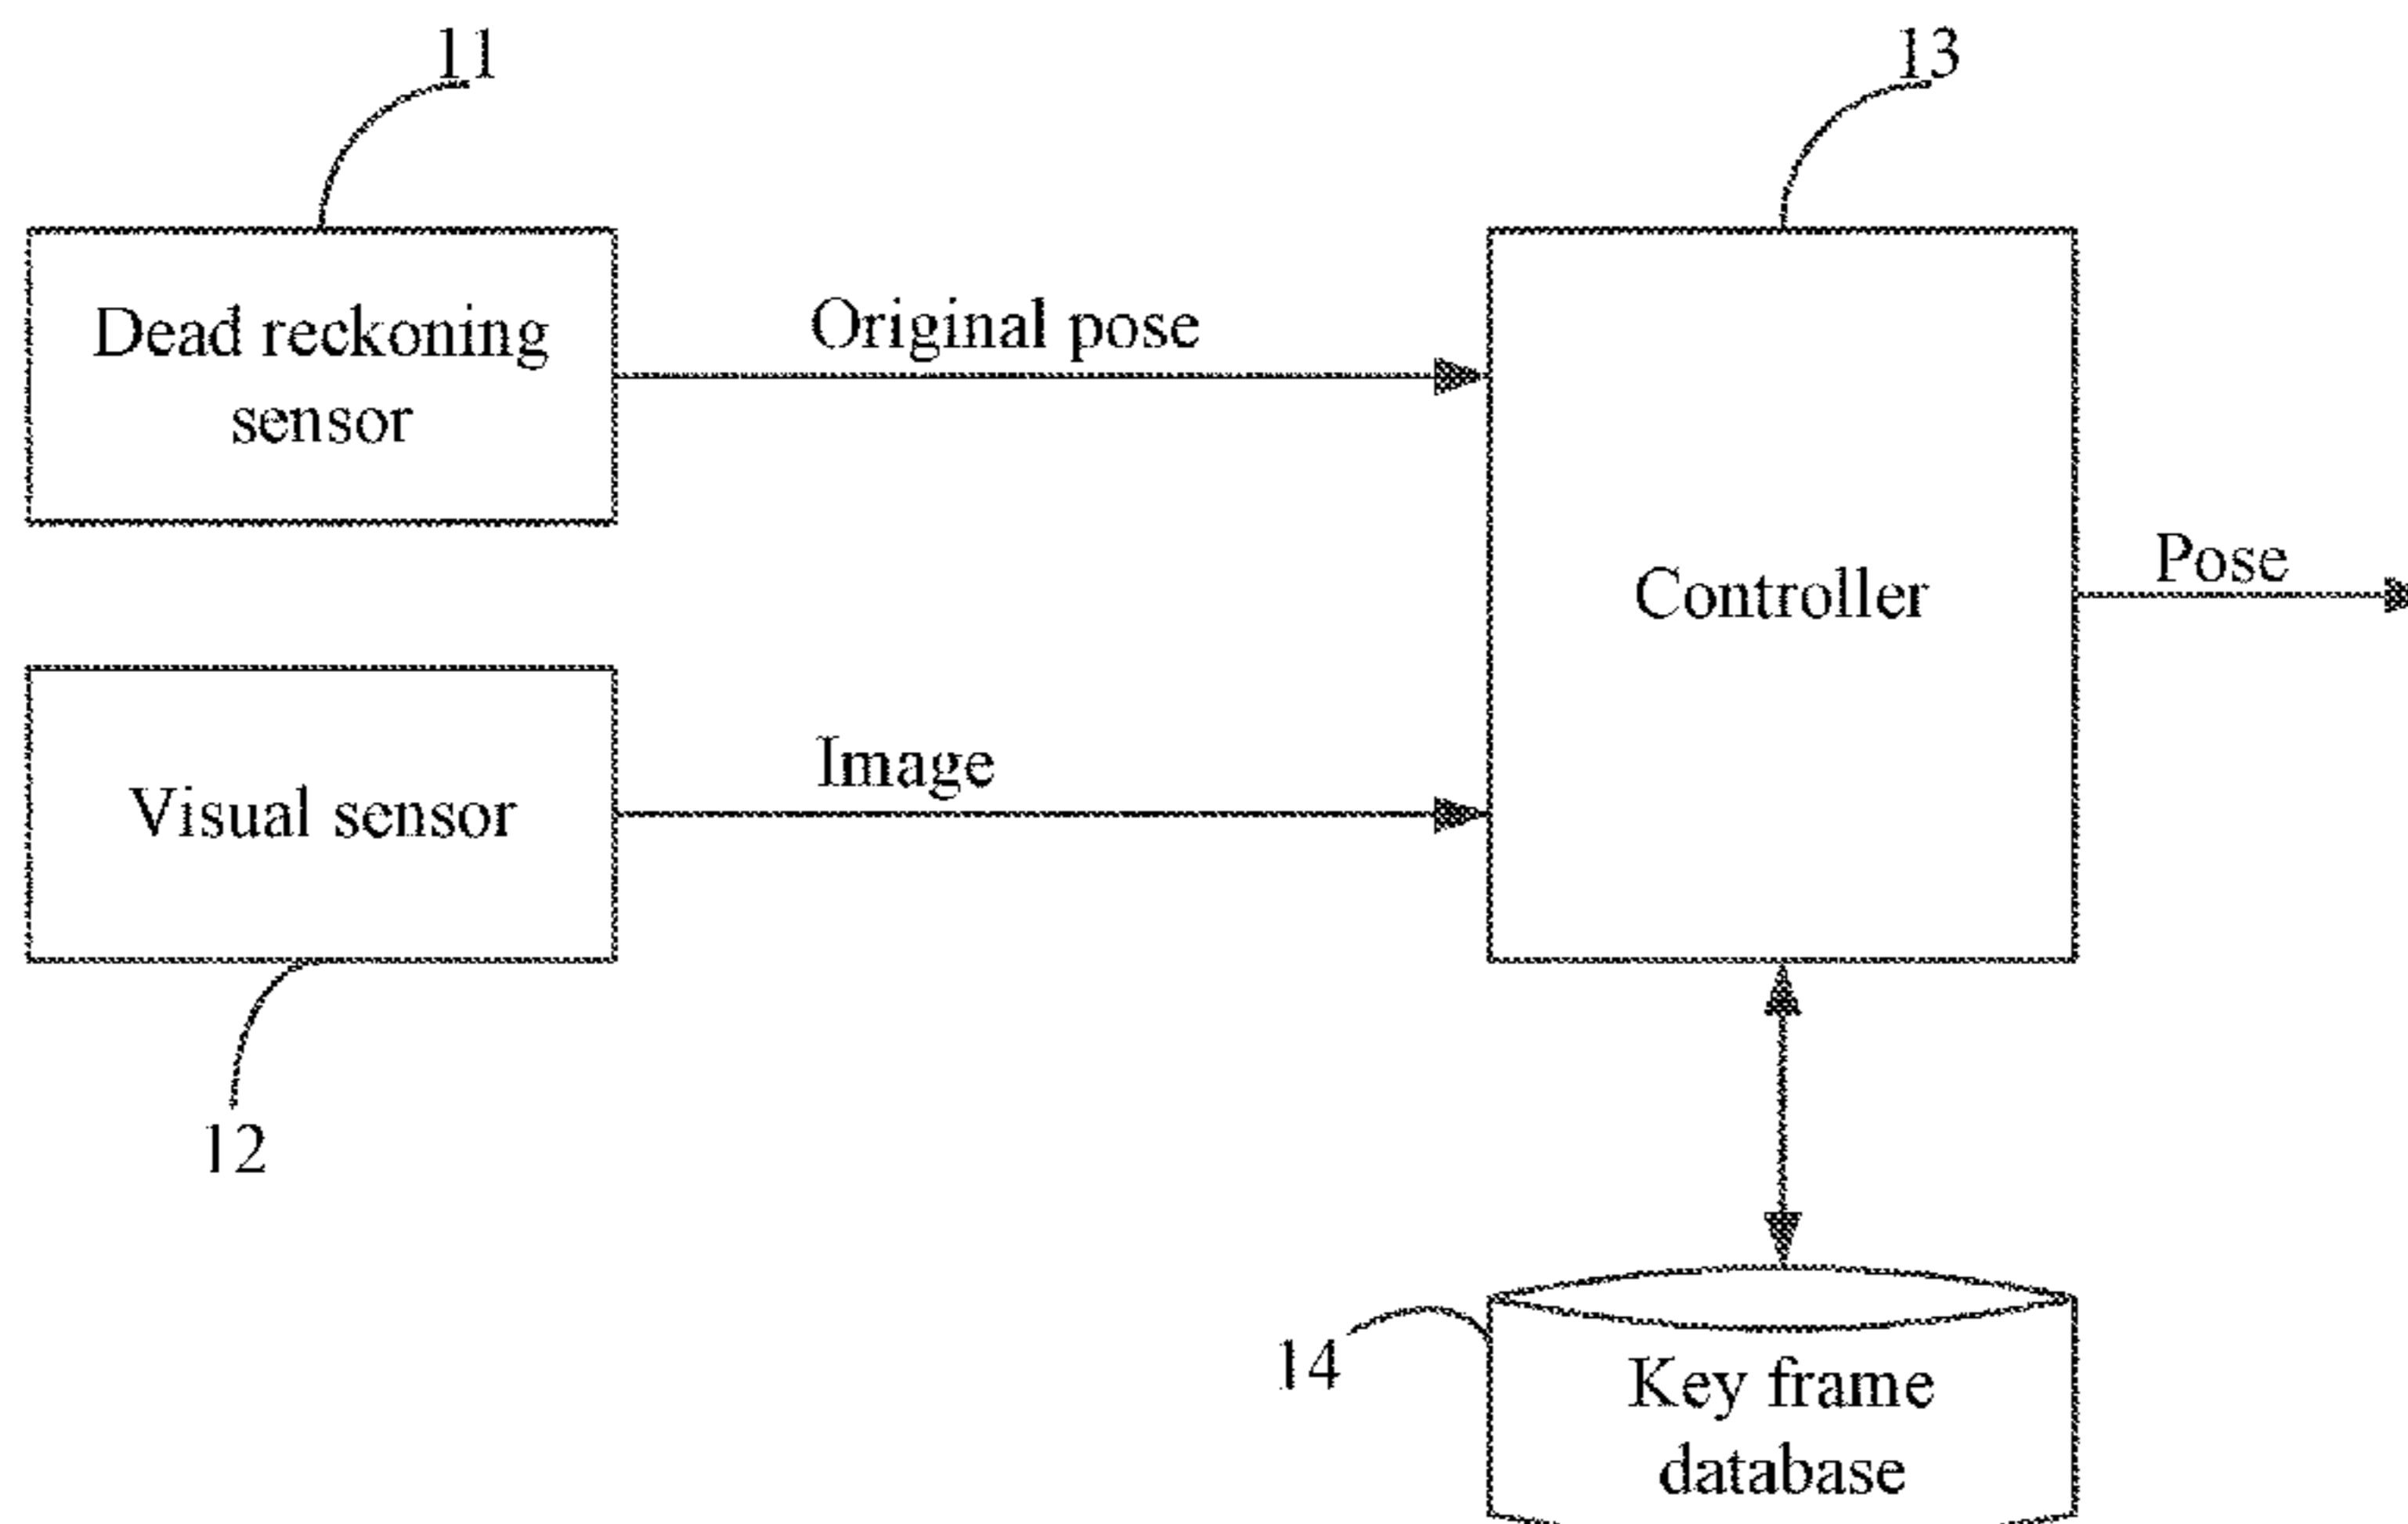 11
13
Dead reckoning
sensor
Original pose
Controller
Pose
Visual sensor
Image
12
14
Key frame
database